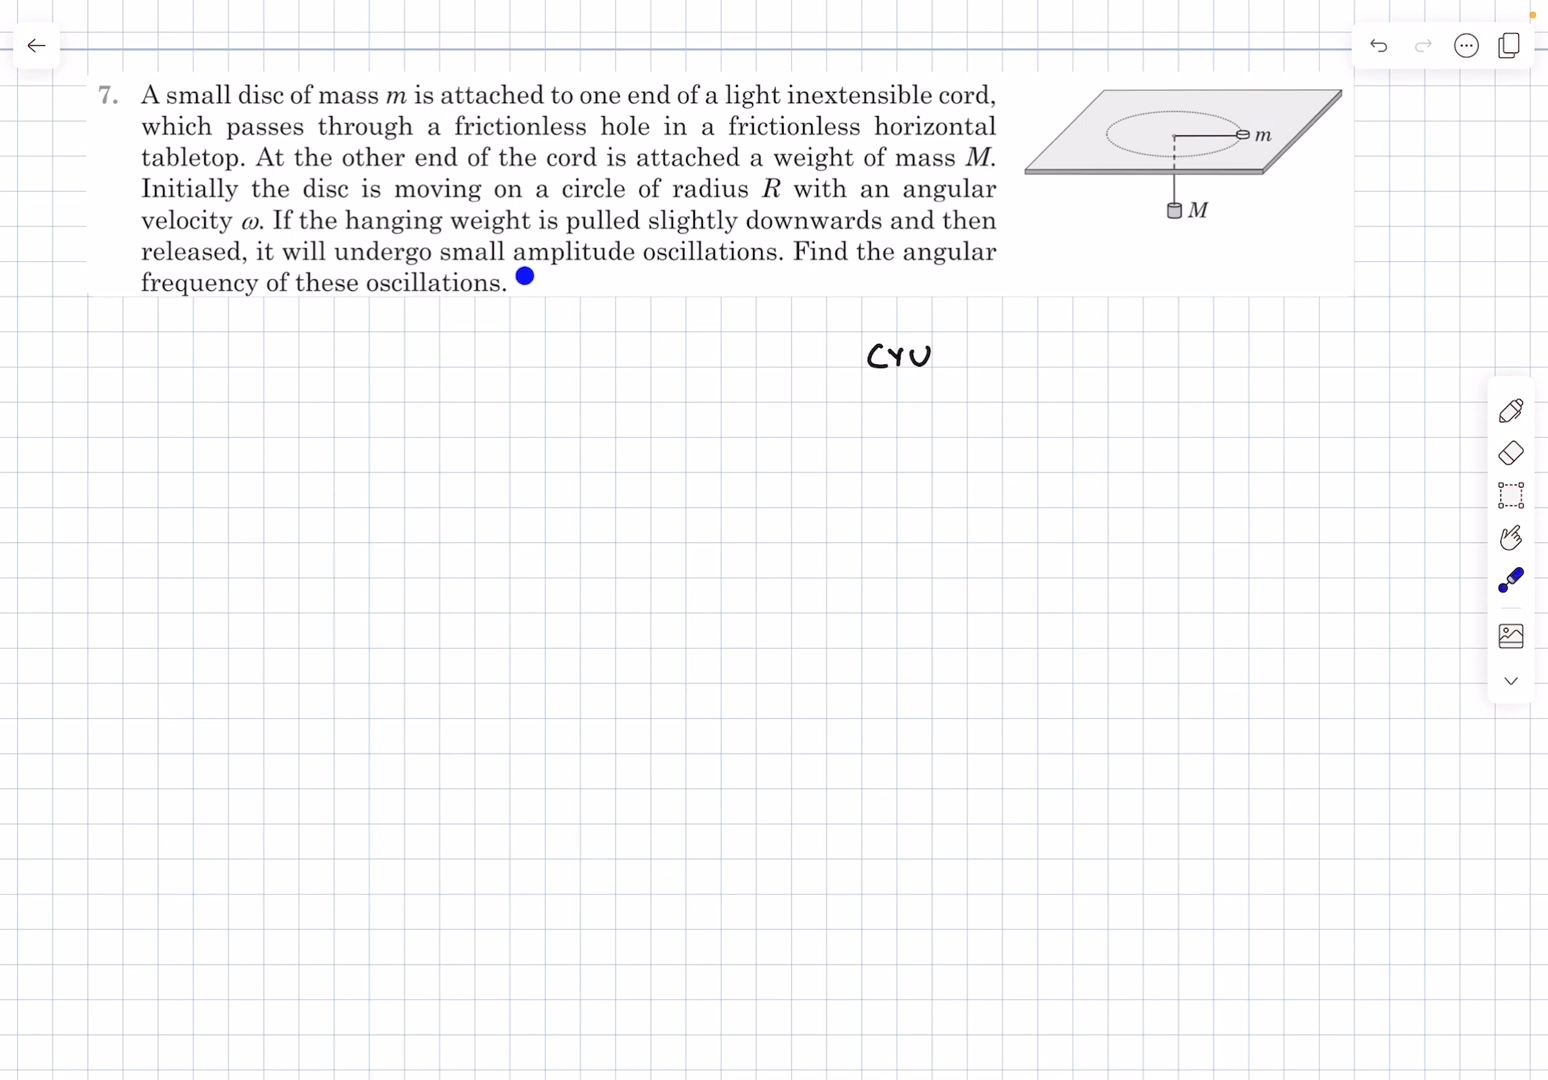 7. A small disc of mass m is attached to one end of a light inextensible cord,
which passes through a frictionless hole in a frictionless horizontal
tabletop. At the other end of the cord is attached a weight of mass M.
Initially the disc is moving on a circle of radius R with an angular
velocity ω. If the hanging weight is pulled slightly downwards and then
released, it will undergo small amplitude oscillations. Find the angular
frequency of these oscillations.
m
M